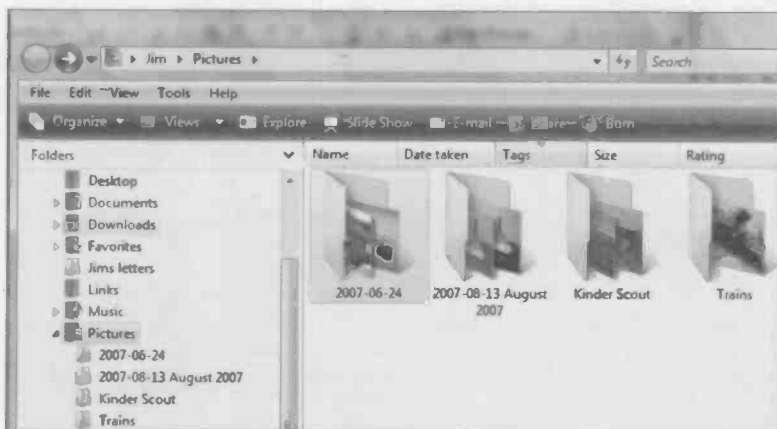 Jim Pictures
Search
File Edit View Tools Help
Organize Views Explore Slide Show E-mail Share Burn
Folders
Name Date taken Tags Size Rating
Desktop
Documents
Downloads
Favorites
Jims letters
Links
Music
Pictures
2007-06-24
2007-08-13 August 2007
Kinder Scout
Trains
2007-06-24
2007-08-13 August
2007
Kinder Scout
Trains